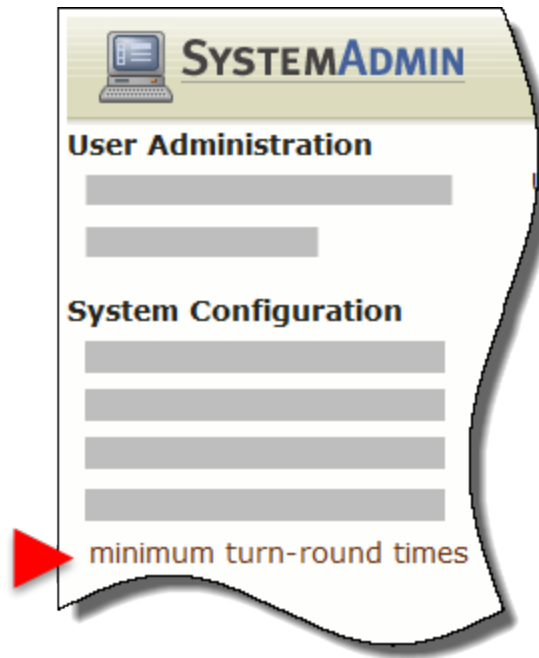 SYSTEMADMIN
User Administration
System Configuration
minimum turn-round times